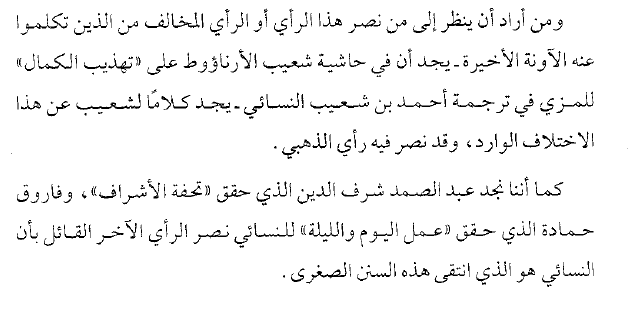 ومن أراد أن ينظر إلى من نصر هذا الرأي أو الرأي المخالف من الذين تكلموا
عنه الآونة الأخيرة ـ يجد أن في حاشية شعيب الأرناؤوط على «تهذيب الكمال»
للمزي في ترجمة أحمد بن شعيب النسائي ـ يجد كلامًا لشعيب عن هذا
الاختلاف الوارد، وقد نصر فيه رأي الذهبي.
كما أننا نجد عبد الصمد شرف الدين الذي حقق «تحفة الأشراف»، وفاروق
حمادة الذي حقق «عمل اليوم والليلة» للنسائي نصر الرأي الآخر القائل بأن
النسائي هو الذي انتقى هذه السنن الصغرى.